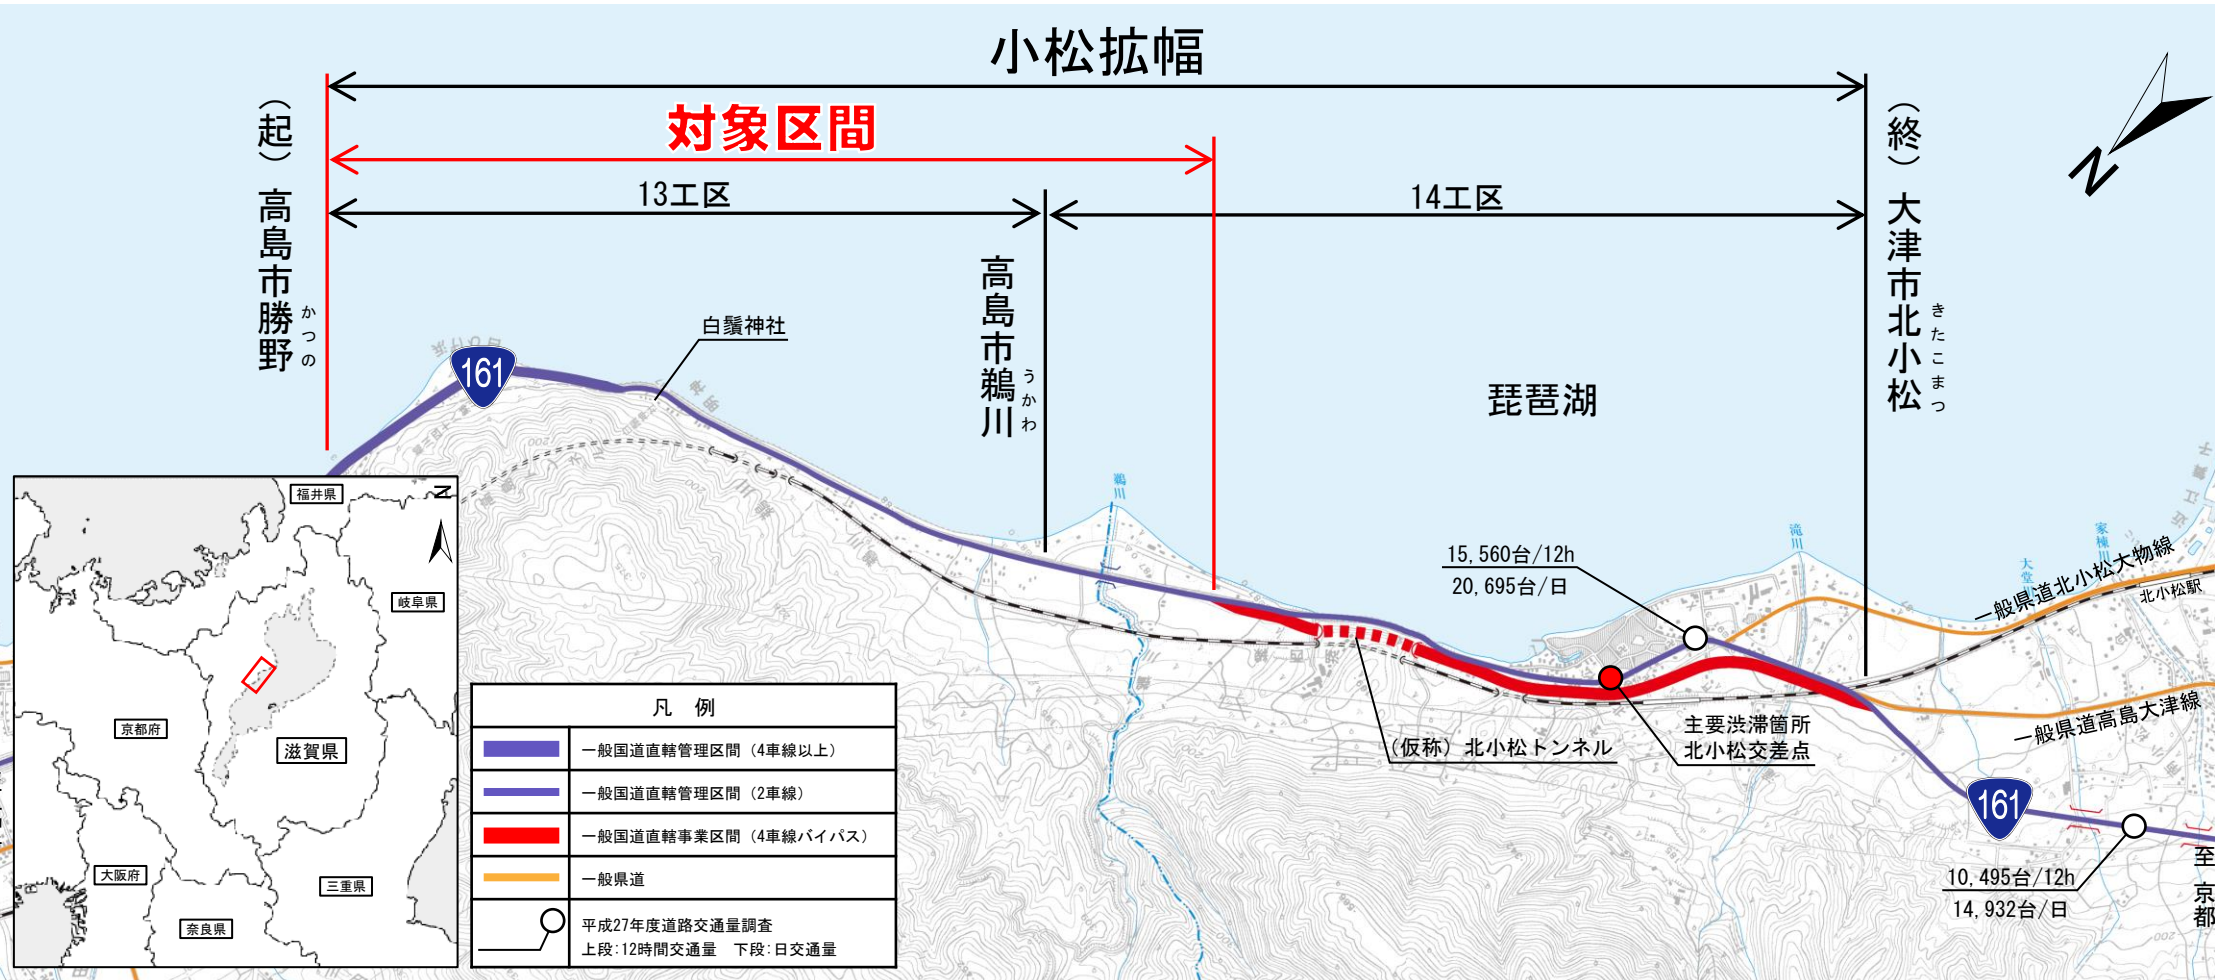 小松拡幅
対象区間
13工区
14工区
(起)高島市勝野
かつの
高島市鵜川
うかわ
(終)大津市北小松
きたこまつ
N
白鬚神社
161
琵琶湖
鵜川
滝川
家棟川
大堂川
15,560台/12h
20,695台/日
一般県道北小松大物線
北小松駅
一般県道高島大津線
(仮称)北小松トンネル
主要渋滞箇所
北小松交差点
161
10,495台/12h
14,932台/日
至 京都
福井県
N
岐阜県
京都府
滋賀県
大阪府
三重県
奈良県
凡 例
一般国道直轄管理区間(4車線以上)
一般国道直轄管理区間(2車線)
一般国道直轄事業区間(4車線バイパス)
一般県道
平成27年度道路交通量調査
上段:12時間交通量 下段:日交通量